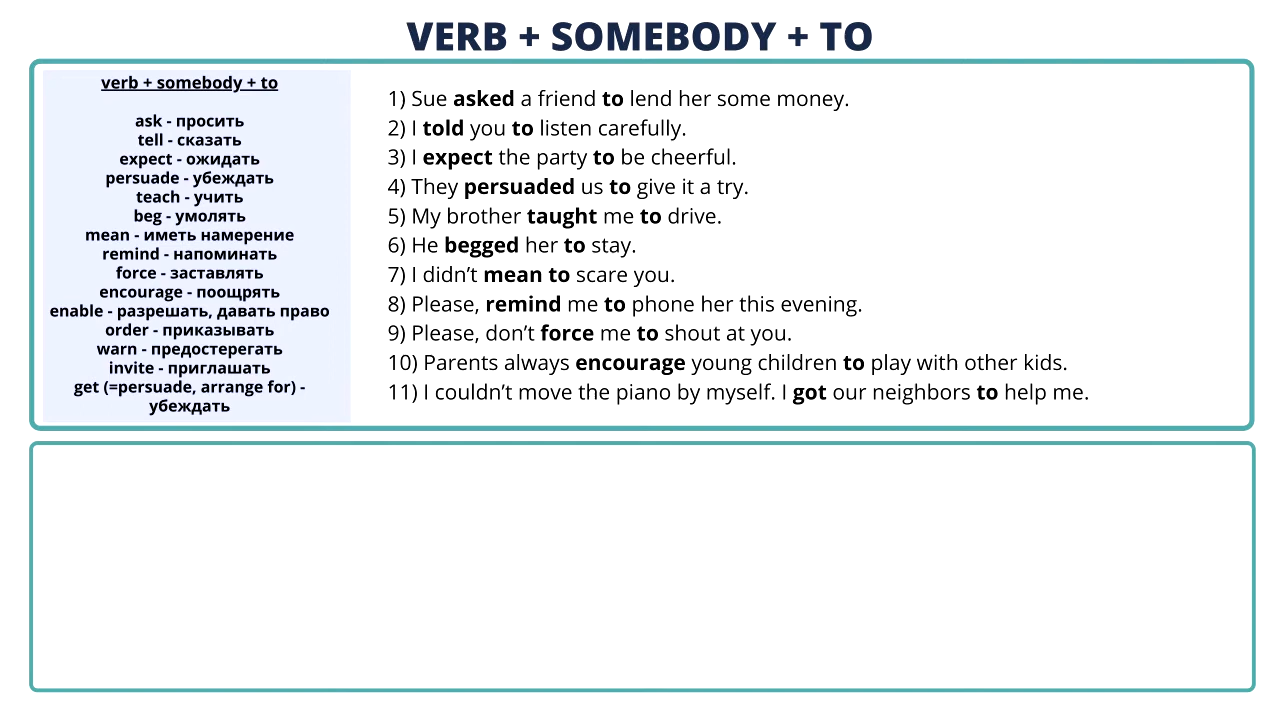 VERB + SOMEBODY + TO
verb + somebody + to
ask - просить
tell - сказать
expect - ожидать
persuade - убеждать
teach - учить
beg - умолять
mean - иметь намерение
remind - напоминать
force - заставлять
encourage - поощрять
enable - разрешать, давать право
order - приказывать
warn - предостерегать
invite - приглашать
get (=persuade, arrange for) -
убеждать
1) Sue asked a friend to lend her some money.
2) I told you to listen carefully.
3) I expect the party to be cheerful.
4) They persuaded us to give it a try.
5) My brother taught me to drive.
6) He begged her to stay.
7) I didn’t mean to scare you.
8) Please, remind me to phone her this evening.
9) Please, don’t force me to shout at you.
10) Parents always encourage young children to play with other kids.
11) I couldn’t move the piano by myself. I got our neighbors to help me.